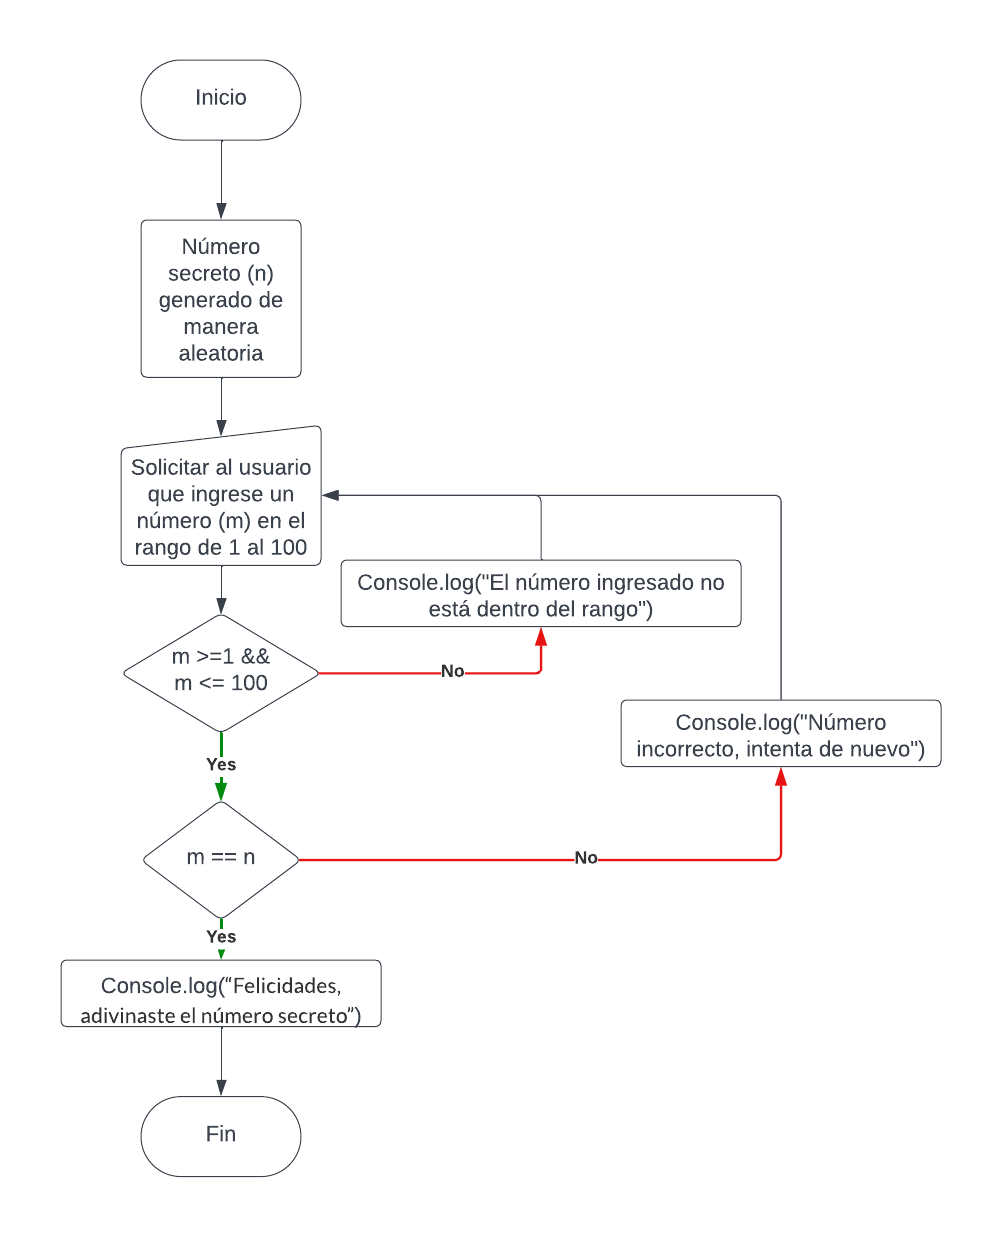 Inicio
Número
secreto (n)
generado de
manera
aleatoria
Solicitar al usuario
que ingrese un
número (m) en el
rango de 1 al 100
Console.log("El número ingresado no
está dentro del rango")
m >=1 &&
m <= 100
No
Console.log("Número
incorrecto, intenta de nuevo")
Yes
m == n
No
Yes
Console.log(“Felicidades,
adivinaste el número secreto”)
Fin